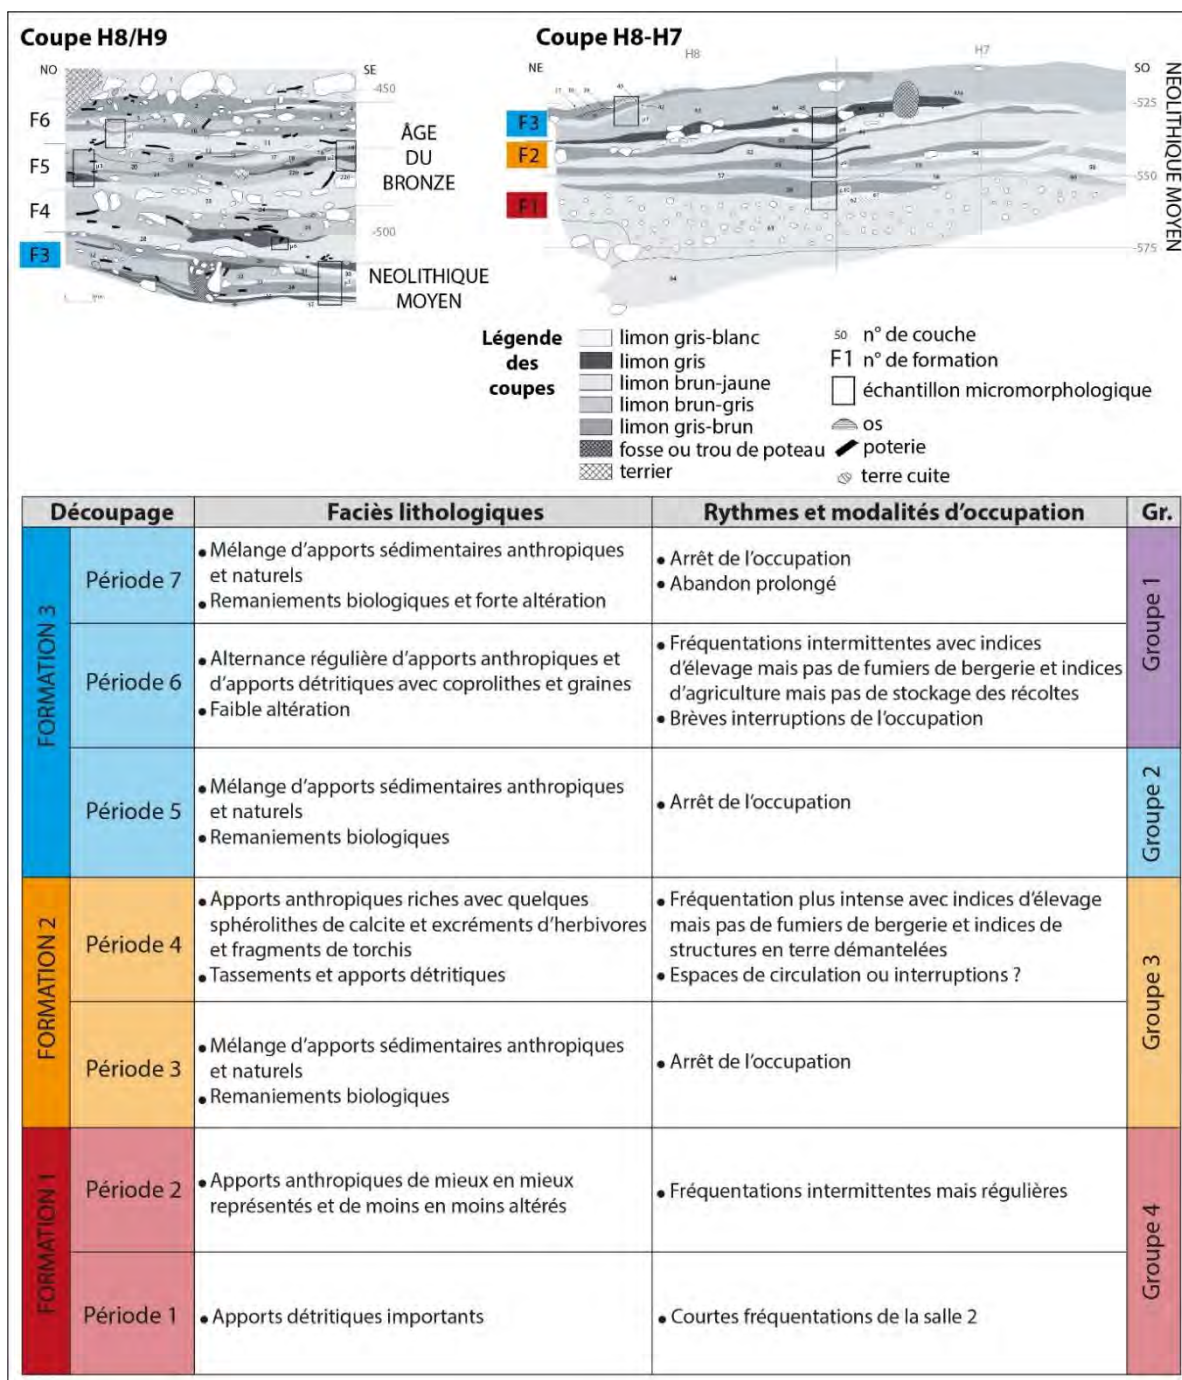 Coupe H8/H9
NO
SE
-450
-500
F6
F5
F4
F3
ÂGE
DU
BRONZE
NEOLITHIQUE
MOYEN
Coupe H8-H7
H8
H7
NE
SO
F3
F2
F1
-525
-550
-575
NEOLITHIQUE MOYEN
Légende
des
coupes
limon gris-blanc
limon gris
limon brun-jaune
limon brun-gris
limon gris-brun
fosse ou trou de poteau
terrier
50 n° de couche
F1 n° de formation
échantillon micromorphologique
os
poterie
terre cuite
Découpage
Faciès lithologiques
Rythmes et modalités d'occupation
Gr.
FORMATION 3
Période 7
• Mélange d'apports sédimentaires anthropiques
et naturels
• Remaniements biologiques et forte altération
• Arrêt de l'occupation
• Abandon prolongé
Groupe 1
Période 6
• Alternance régulière d'apports anthropiques et
d'apports détritiques avec coprolithes et graines
• Faible altération
• Fréquentations intermittentes avec indices
d'élevage mais pas de fumiers de bergerie et indices
d'agriculture mais pas de stockage des récoltes
• Brèves interruptions de l'occupation
Période 5
• Mélange d'apports sédimentaires anthropiques
et naturels
• Remaniements biologiques
• Arrêt de l'occupation
Groupe 2
FORMATION 2
Période 4
• Apports anthropiques riches avec quelques
sphérolithes de calcite et excréments d'herbivores
et fragments de torchis
• Tassements et apports détritiques
• Fréquentation plus intense avec indices d'élevage
mais pas de fumiers de bergerie et indices de
structures en terre démantelées
• Espaces de circulation ou interruptions ?
Groupe 3
Période 3
• Mélange d'apports sédimentaires anthropiques
et naturels
• Remaniements biologiques
• Arrêt de l'occupation
FORMATION 1
Période 2
• Apports anthropiques de mieux en mieux
représentés et de moins en moins altérés
• Fréquentations intermittentes mais régulières
Groupe 4
Période 1
• Apports détritiques importants
• Courtes fréquentations de la salle 2